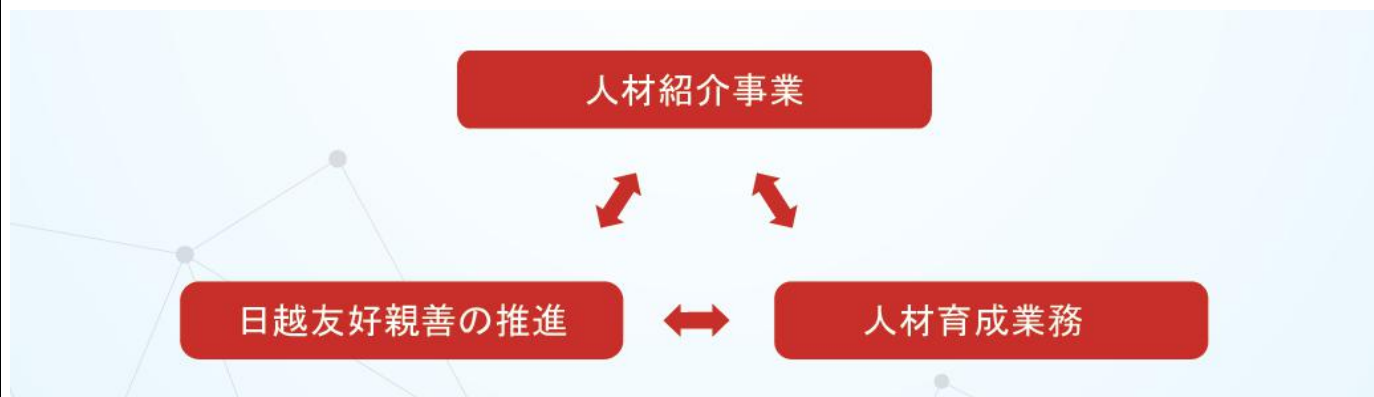 人材紹介事業
日越友好親善の推進
人材育成業務